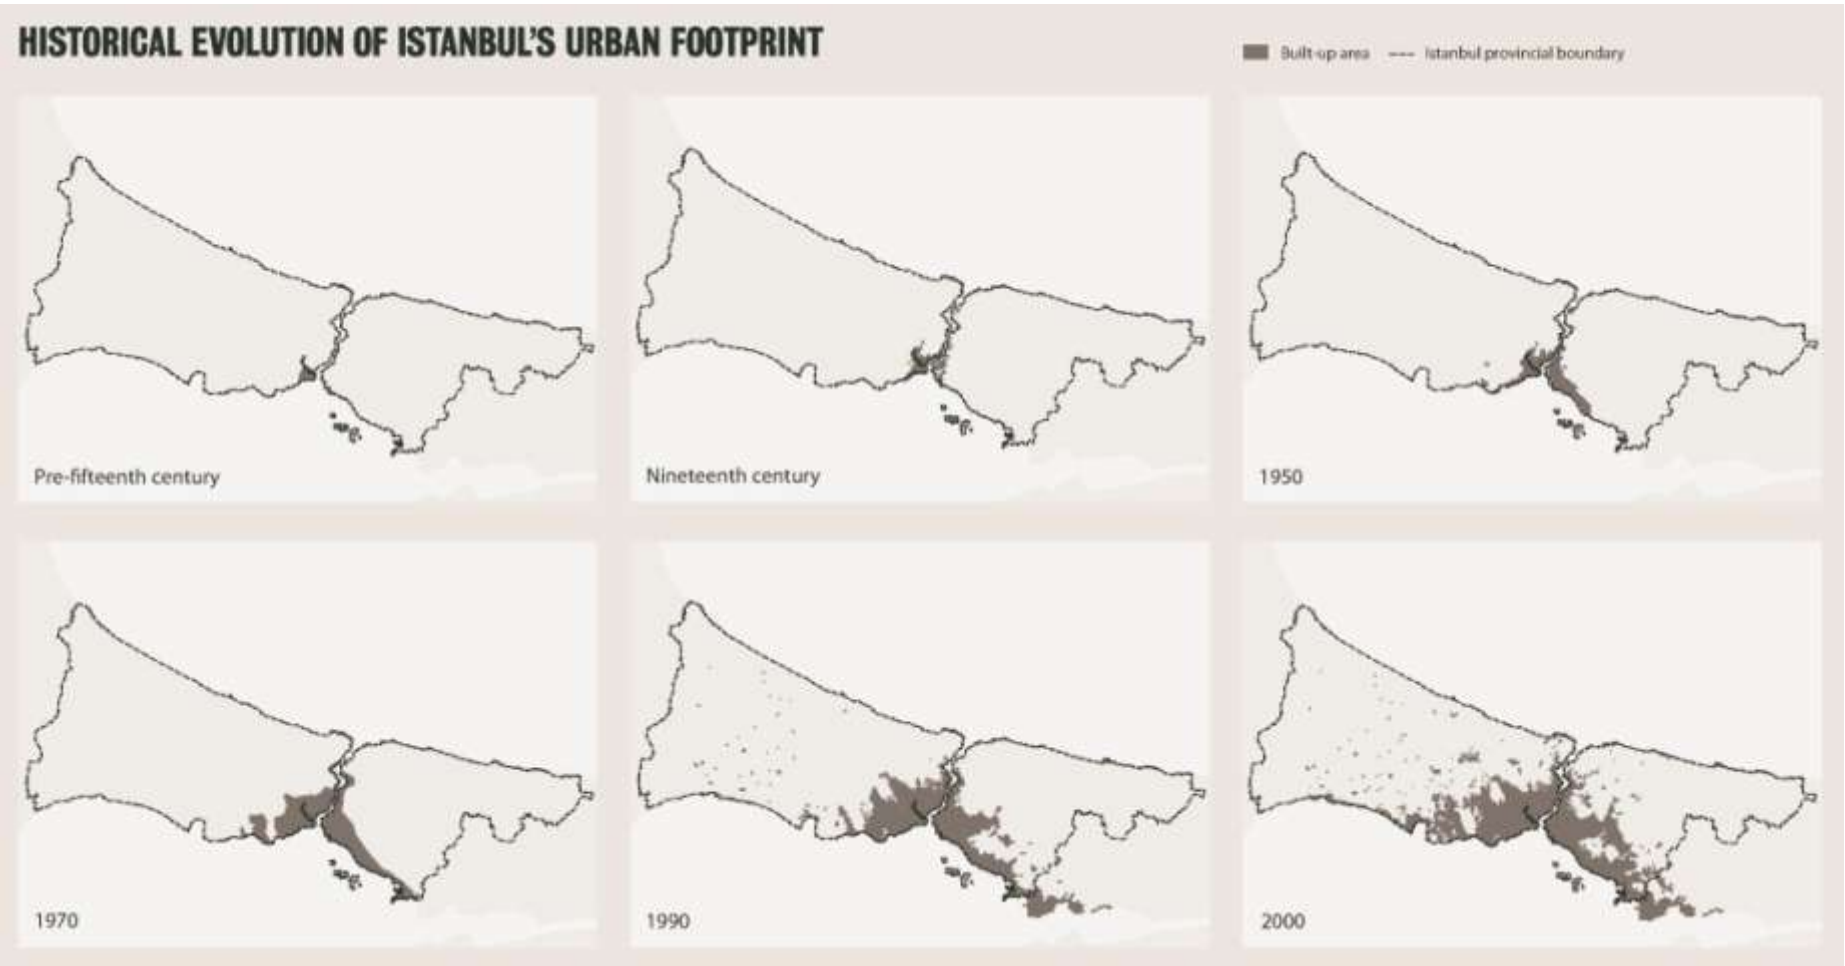 HISTORICAL EVOLUTION OF ISTANBUL'S URBAN FOOTPRINT
Built-up area
Istanbul provincial boundary
Pre-fifteenth century
Nineteenth century
1950
1970
1990
2000